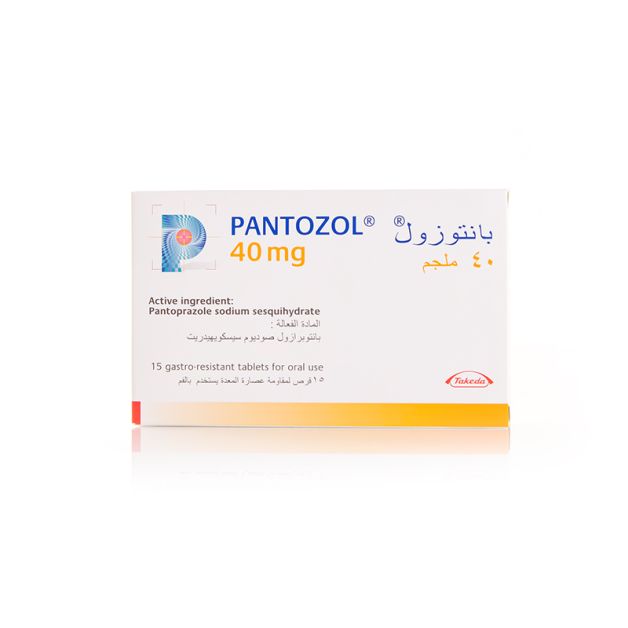 PANTOZOL®
40 mg
بانتوزول®
٤٠ ملجم
Active ingredient:
Pantoprazole sodium sesquihydrate
المادة الفعالة :
بانتوبرازول صوديوم سيسكويهيدريت
15 gastro-resistant tablets for oral use
١٥ قرص لمقاومة عصارة المعدة يستخدم بالفم
Takeda